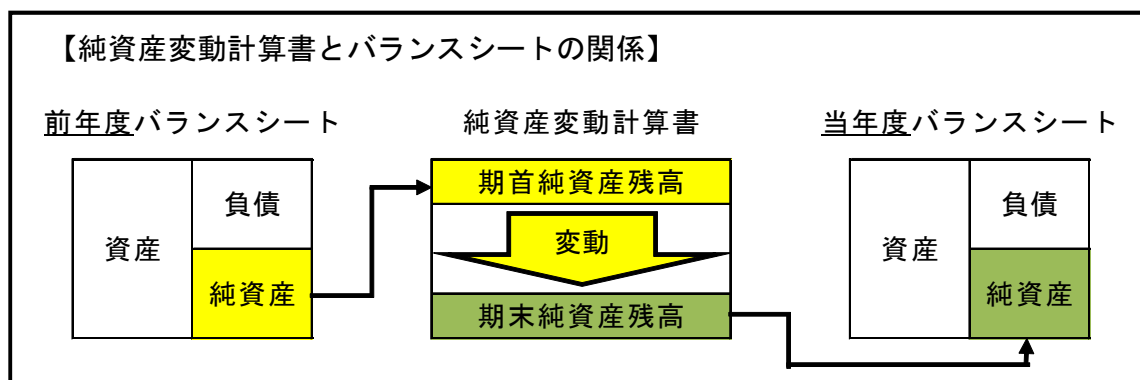 【純資産変動計算書とバランスシートの関係】
前年度バランスシート
純資産変動計算書
当年度バランスシート
資産
負債
純資産
期首純資産残高
変動
期末純資産残高
資産
負債
純資産